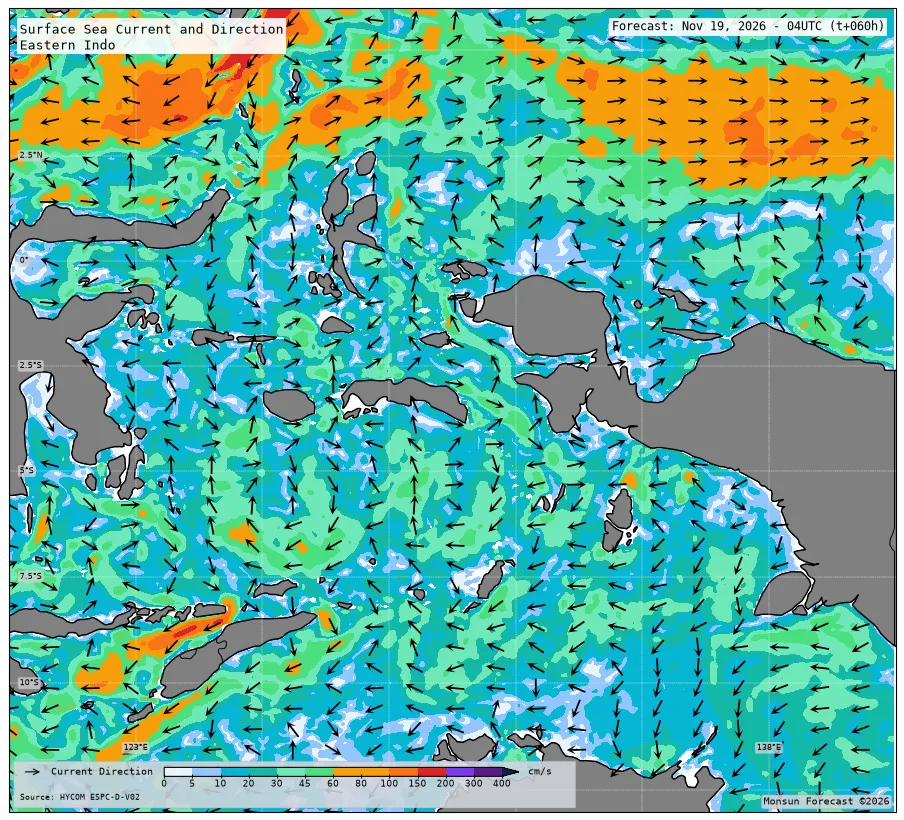 Surface Sea Current and Direction
Eastern Indo
Forecast: Nov 19, 2026 - 04UTC (t+060h)
2.5°N
0°
2.5°S
5°S
7.5°S
10°S
123°E
138°E
Current Direction
0 5 10 20 30 45 60 80 100 150 200 300 400
cm/s
Source: HYCOM ESPC-D-V02
Monsun Forecast ©2026